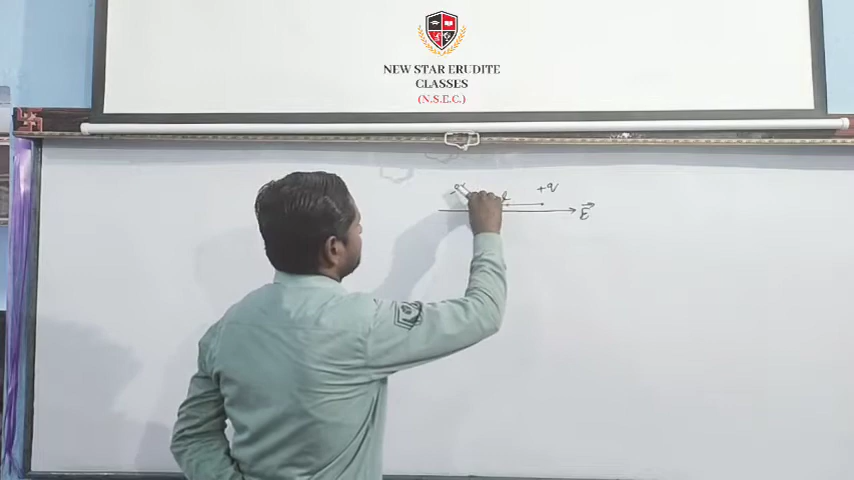 NEW STAR ERUDITE
CLASSES
(N.S.E.C.)
-q +q
E⃗